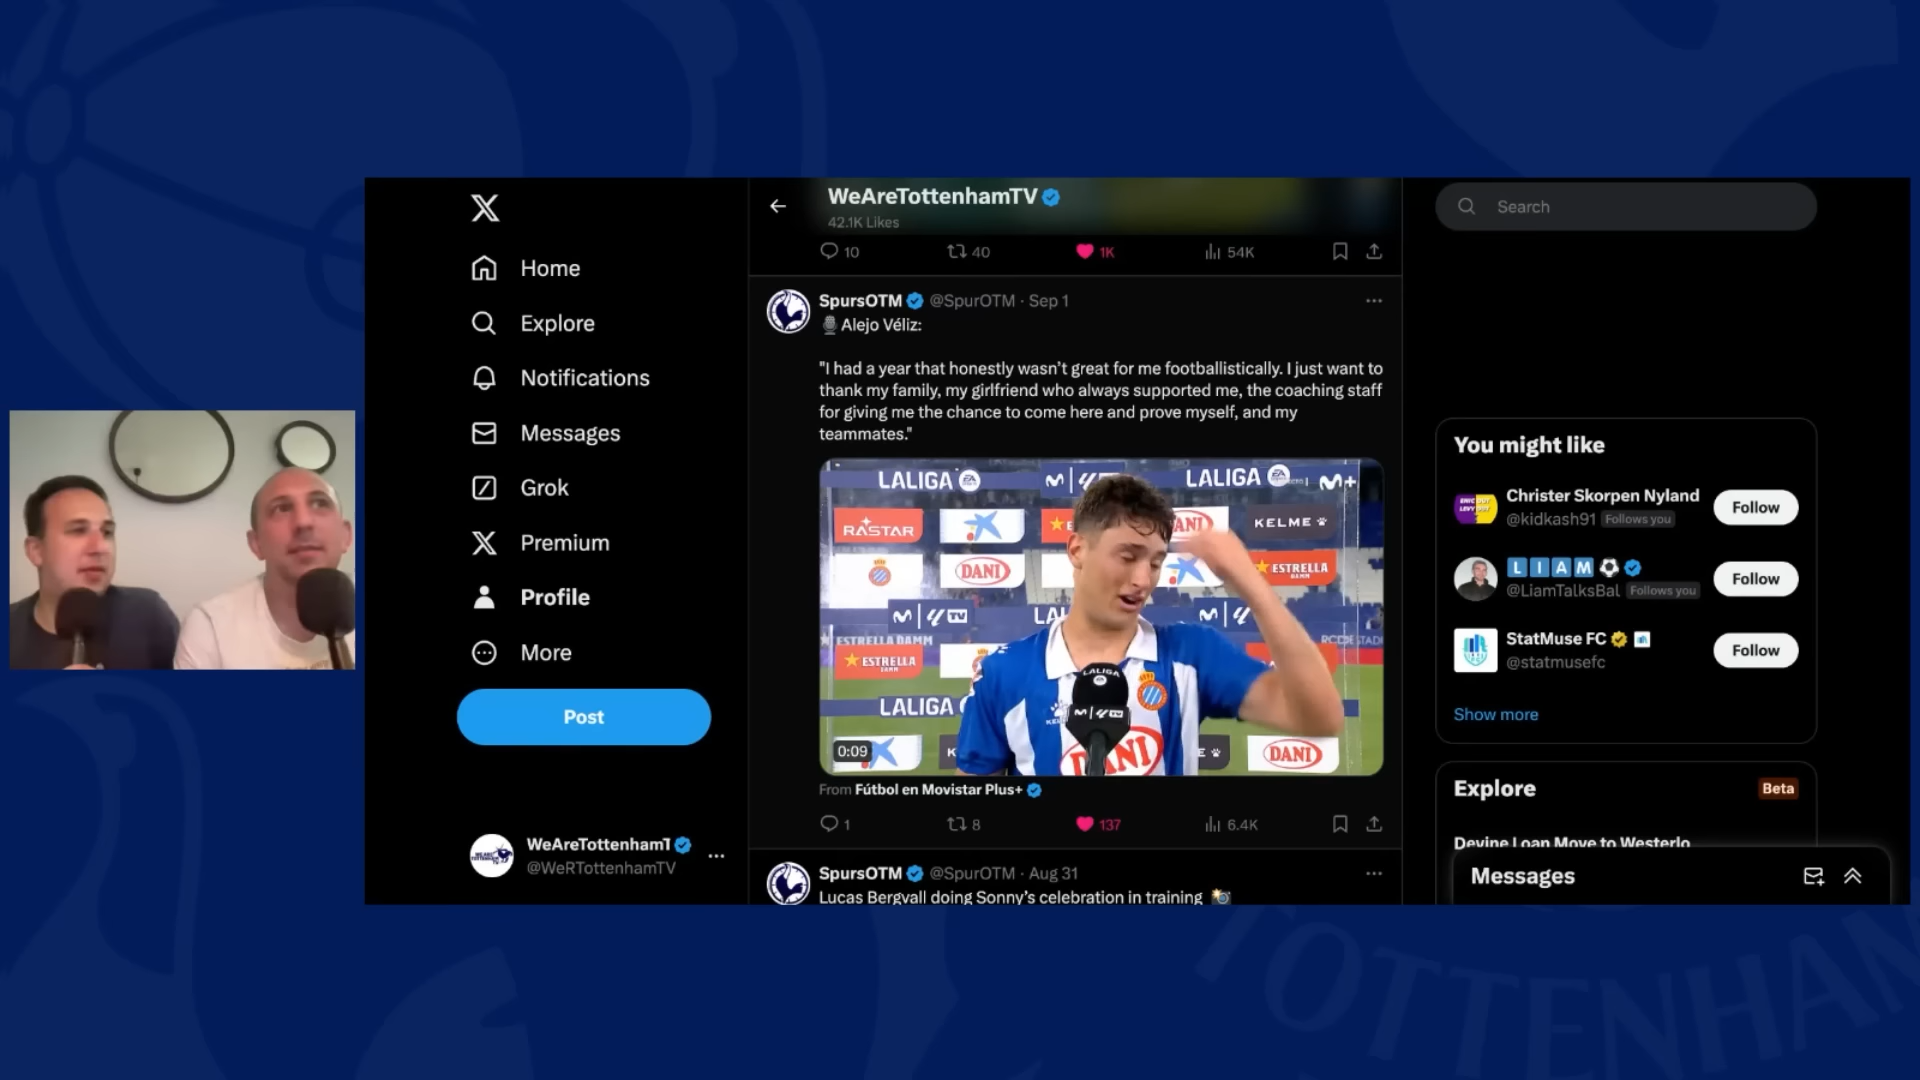 WeAreTottenhamTV
42.1K Likes
10 40 1K 54K
Home
Explore
Notifications
Messages
Grok
Premium
Profile
More
Post
WeAreTottenhamT
@WeRTottenhamTV
SpursOTM @SpurOTM · Sep 1
Alejo Véliz:
"I had a year that honestly wasn't great for me footballistically. I just want to
thank my family, my girlfriend who always supported me, the coaching staff
for giving me the chance to come here and prove myself, and my
teammates."
LALIGA LALIGA
RASTAR DANI KELME
DANI ESTRELLA
DAMM
TV
ESTRELLA DAMM
ESTRELLA
LALIGA
LALIGA
DANI
DANI
0:09
From Fútbol en Movistar Plus+
1 8 137 6.4K
SpursOTM @SpurOTM · Aug 31
Lucas Bergvall doing Sonny's celebration in training
Search
You might like
Christer Skorpen Nyland
@kidkash91 Follows you
Follow
LIAM
@LiamTalksBal Follows you
Follow
StatMuse FC
@statmusefc
Follow
Show more
Explore Beta
Devine Loan Move to Westerlo
Messages
TOTTENHA